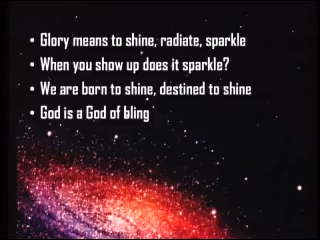 • Glory means to shine, radiate, sparkle
• When you show up does it sparkle?
• We are born to shine, destined to shine
• God is a God of bling